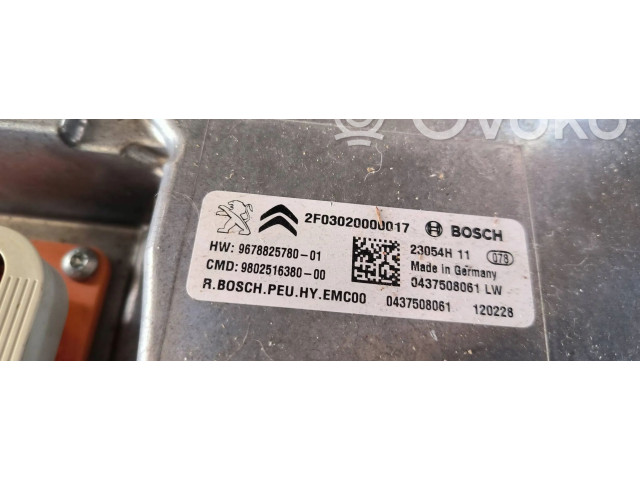 OVOKO
2F03020000017 BOSCH
HW: 9678825780-01 23054H 11 078
CMD: 9802516380-00 Made in Germany
0437508061 LW
R.BOSCH.PEU.HY.EMC00 0437508061 120228